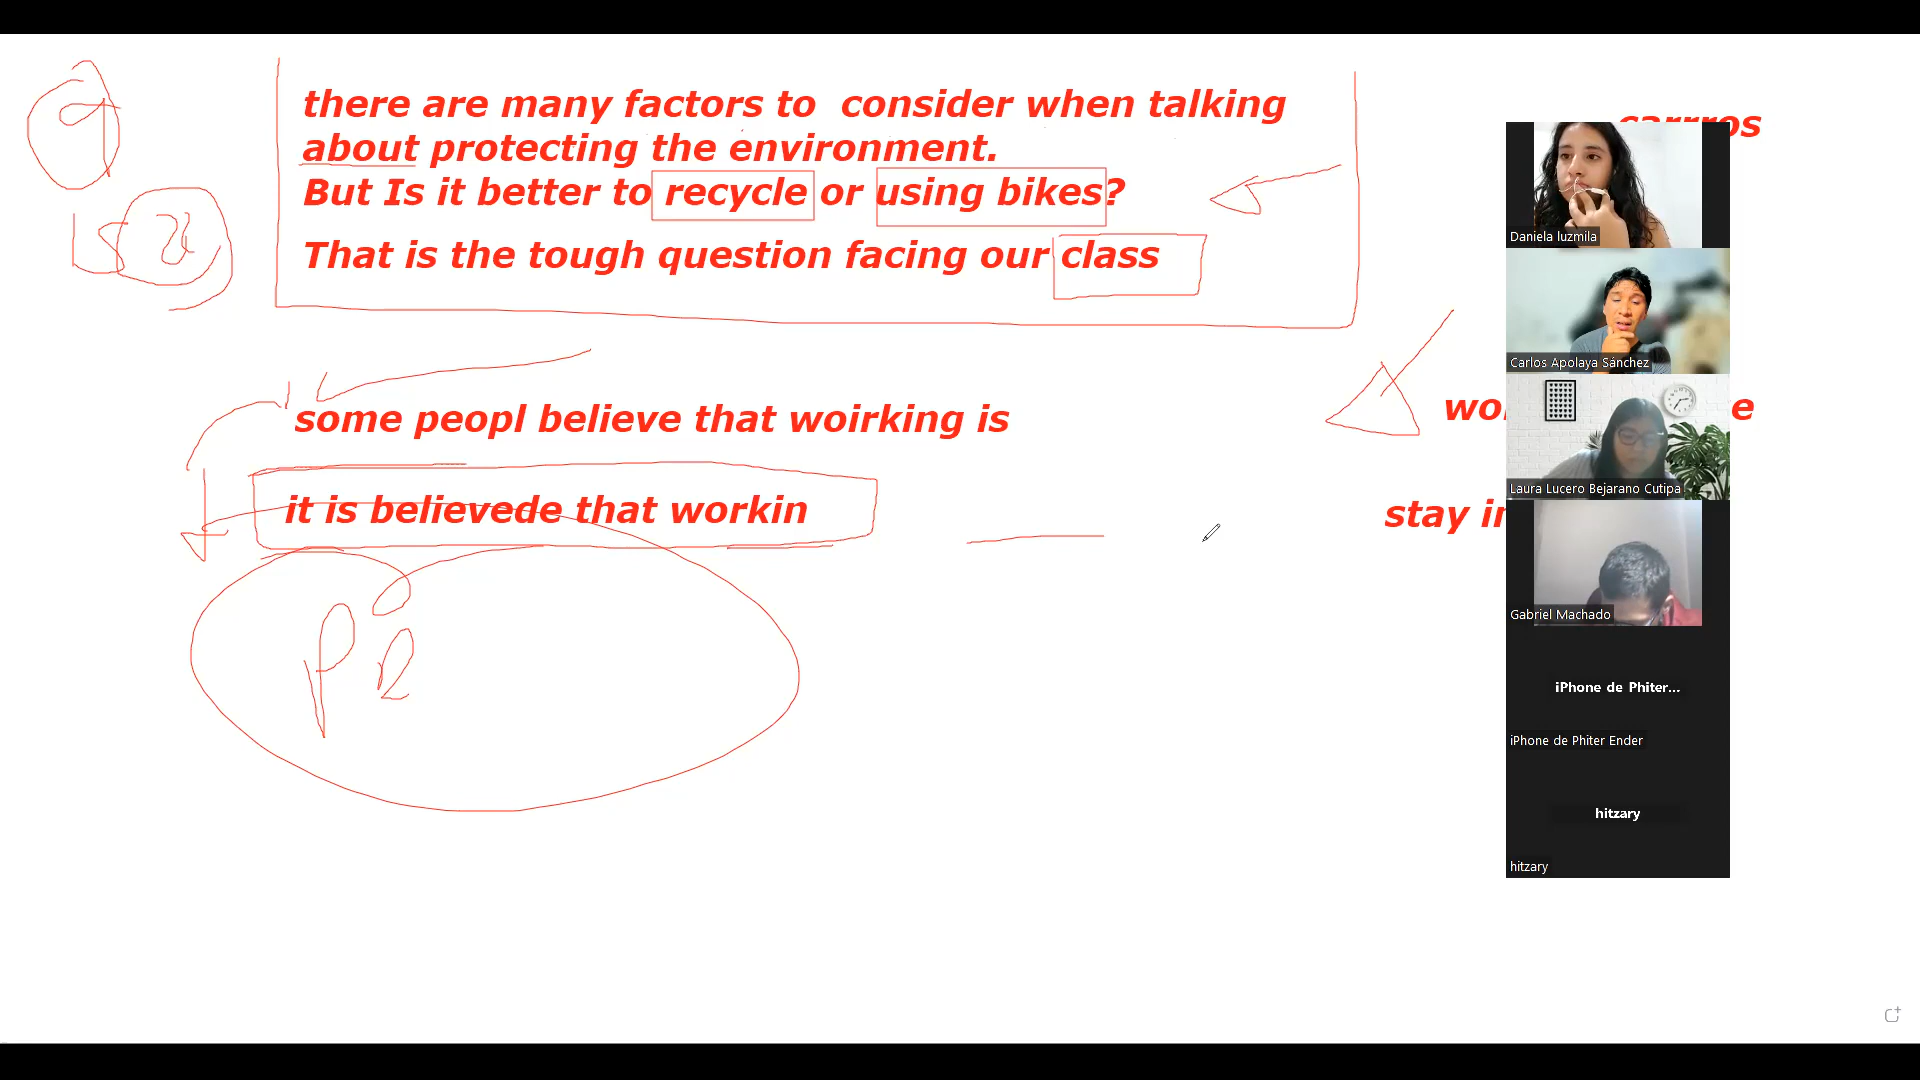 there are many factors to consider when talking
about protecting the environment.
But Is it better to recycle or using bikes?
That is the tough question facing our class
carrros
some peopl believe that woirking is
it is believede that workin
stay
Daniela luzmila
Carlos Apolaya Sánchez
Laura Lucero Bejarano Cutipa
Gabriel Machado
iPhone de Phiter...
iPhone de Phiter Ender
hitzary
hitzary